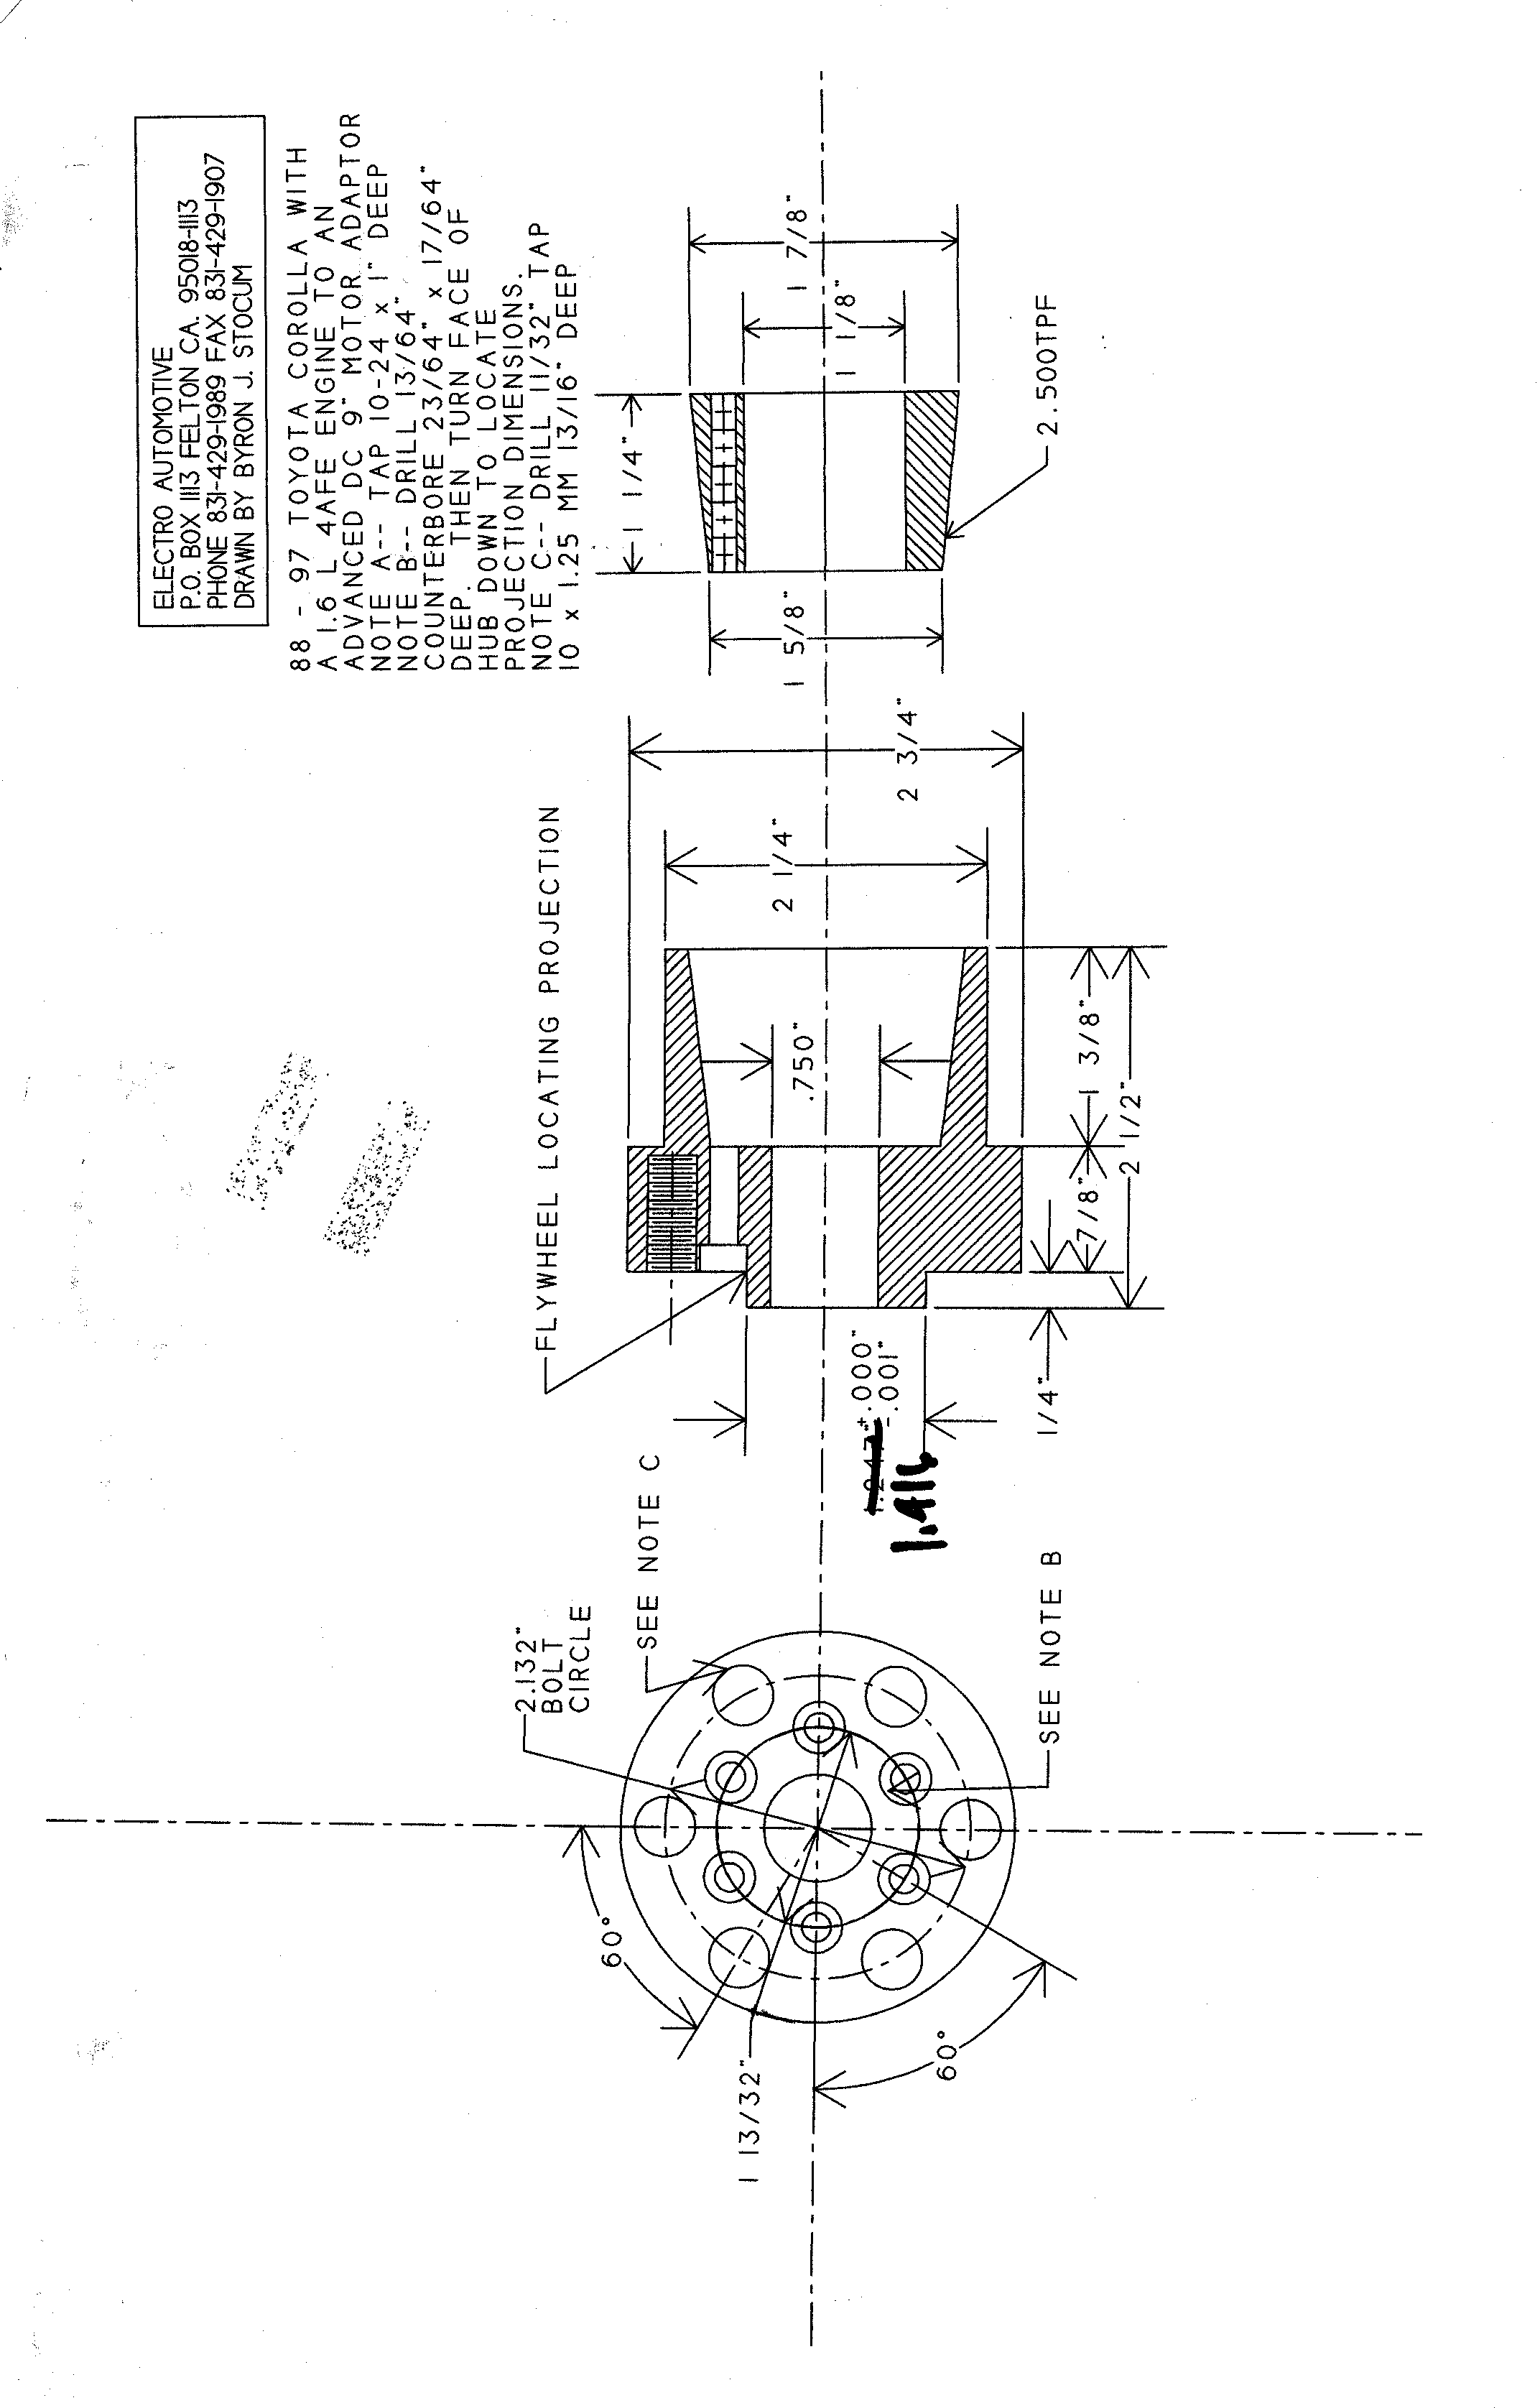 ELECTRO AUTOMOTIVE
P.O. BOX 1113 FELTON CA. 95018-1113
PHONE 831-429-1989 FAX 831-429-1907
DRAWN BY BYRON J. STOCUM
88 - 97 TOYOTA COROLLA WITH
A 1.6 L 4AFE ENGINE TO AN
ADVANCED DC 9" MOTOR ADAPTOR
NOTE A-- TAP 10-24 x 1" DEEP
NOTE B-- DRILL 13/64"
COUNTERBORE 23/64" x 17/64"
DEEP. THEN TURN FACE OF
HUB DOWN TO LOCATE
PROJECTION DIMENSIONS.
NOTE C-- DRILL 11/32" TAP
10 x 1.25 MM 13/16" DEEP
2.132"
BOLT
CIRCLE
SEE NOTE C
60°
1 13/32"
60°
SEE NOTE B
FLYWHEEL LOCATING PROJECTION
+.000"
-.001"
1.416
.750"
2 1/4"
2 3/4"
1/4"
7/8"
1 3/8"
2 1/2"
1 1/4"
1 5/8"
1 1/8"
1 7/8"
2.500TPF